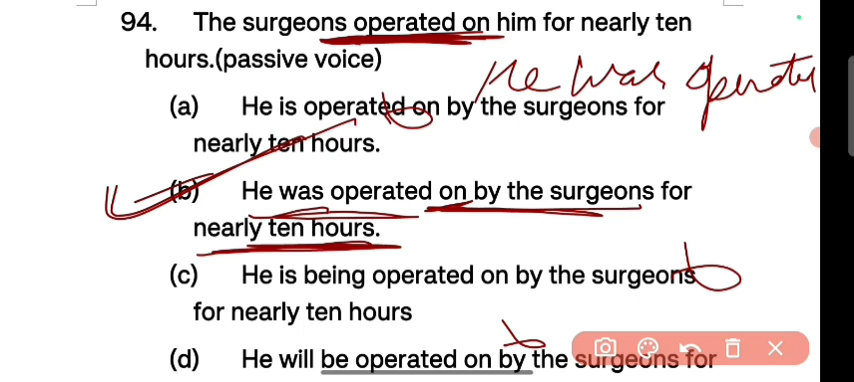 94. The surgeons operated on him for nearly ten
hours.(passive voice)
He was operated
(a) He is operated on by the surgeons for
nearly ten hours.
(b) He was operated on by the surgeons for
nearly ten hours.
(c) He is being operated on by the surgeons
for nearly ten hours
(d) He will be operated on by the surgeons for